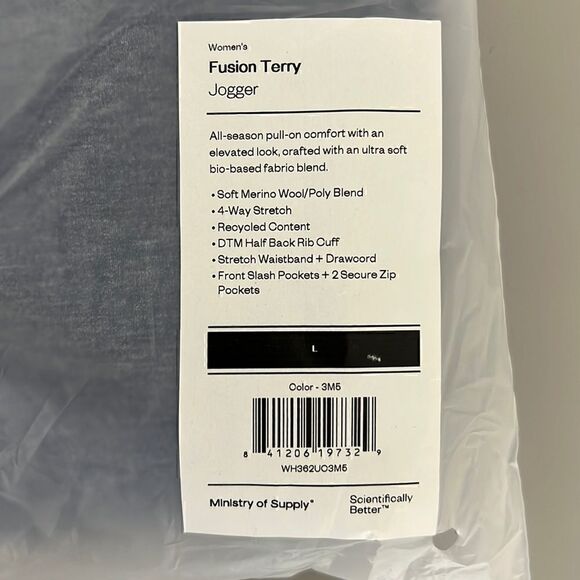 Women's
Fusion Terry
Jogger
All-season pull-on comfort with an
elevated look, crafted with an ultra soft
bio-based fabric blend.
• Soft Merino Wool/Poly Blend
• 4-Way Stretch
• Recycled Content
• DTM Half Back Rib Cuff
• Stretch Waistband + Drawcord
• Front Slash Pockets + 2 Secure Zip
Pockets
L
Color - 3M5
8 41206 19732 9
WH362UO3M5
Ministry of Supply®
Scientifically
Better™